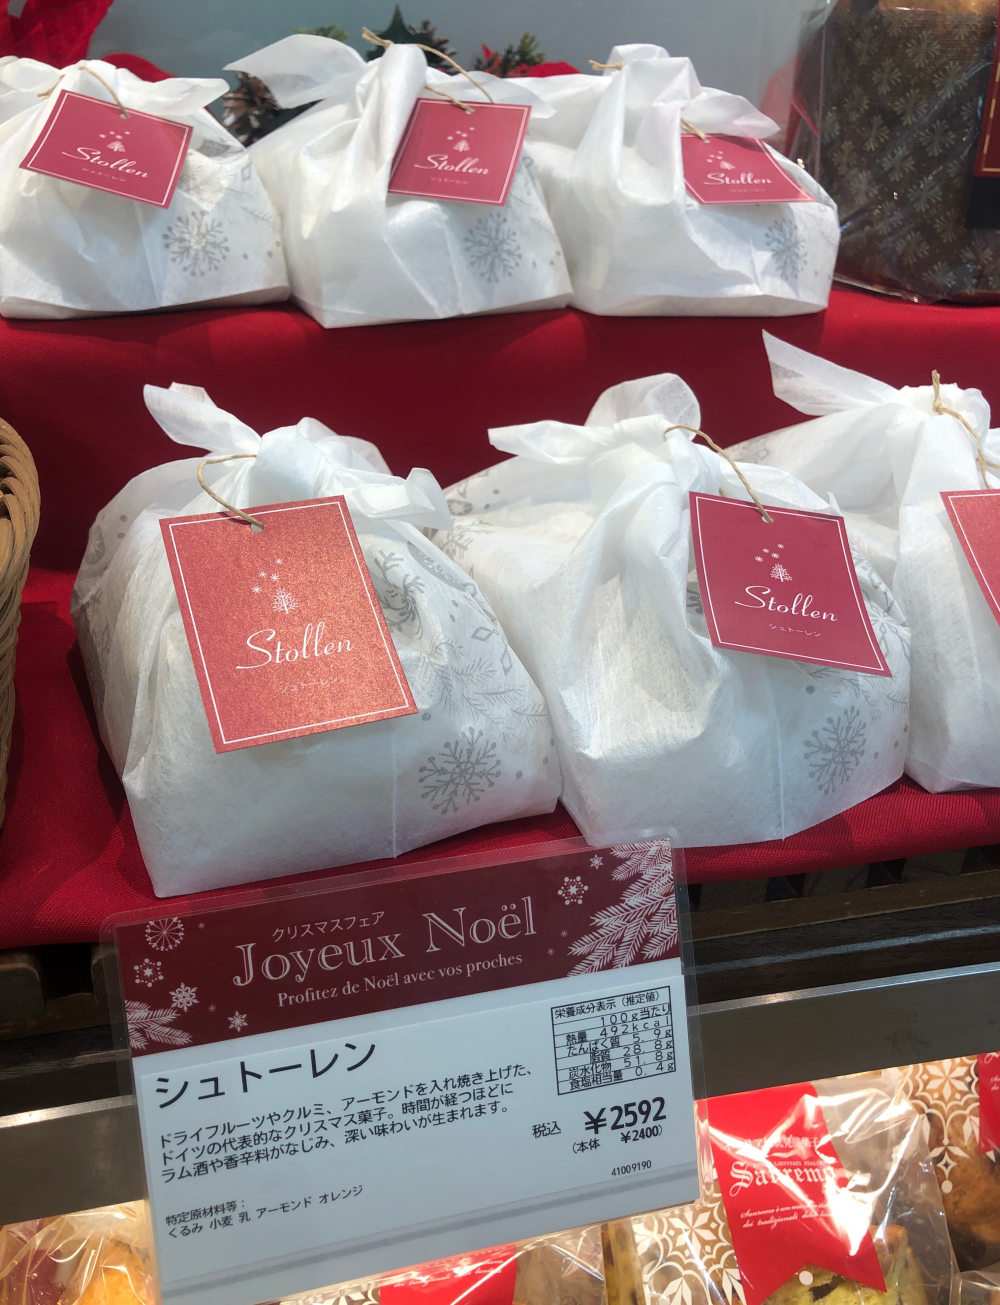 Stollen
シュトーレン
Stollen
シュトーレン
Stollen
シュトーレン
Stollen
シュトーレン
Stollen
シュトーレン
クリスマスフェア
Joyeux Noël
Profitez de Noël avec vos proches
シュトーレン
ドライフルーツやクルミ、アーモンドを入れ焼き上げた、
ドイツの代表的なクリスマス菓子。時間が経つほどに
ラム酒や香辛料がなじみ、深い味わいが生まれます。
栄養成分表示（推定値）
100g当たり
熱量 492kcal
たんぱく質 5.9g
脂質 28.8g
炭水化物 51.8g
食塩相当量 0.4g
税込 ¥2592
（本体 ¥2400）
41009190
特定原材料等：
くるみ 小麦 乳 アーモンド オレンジ
Sanremo